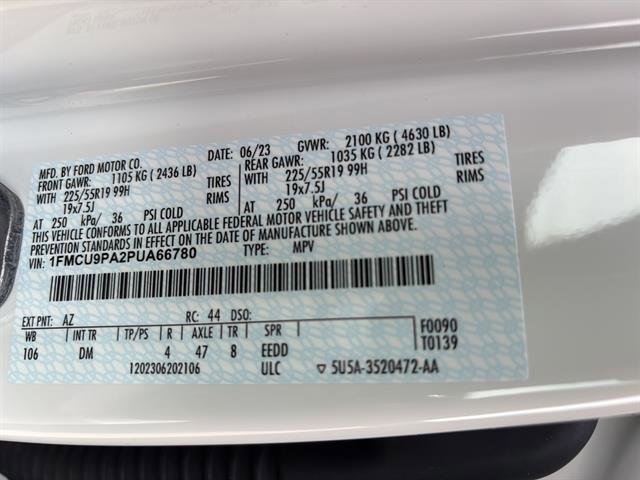 MFD. BY FORD MOTOR CO. DATE: 06/23 GVWR: 2100 KG ( 4630 LB)
FRONT GAWR: 1105 KG ( 2436 LB) REAR GAWR: 1035 KG ( 2282 LB)
WITH 225/55R19 99H TIRES WITH 225/55R19 99H TIRES
19x7.5J RIMS 19x7.5J RIMS
AT 250 kPa/ 36 PSI COLD AT 250 kPa/ 36 PSI COLD
THIS VEHICLE CONFORMS TO ALL APPLICABLE FEDERAL MOTOR VEHICLE SAFETY AND THEFT
PREVENTION STANDARDS IN EFFECT ON THE DATE OF MANUFACTURE SHOWN ABOVE.
VIN: 1FMCU9PA2PUA66780 TYPE: MPV
EXT PNT: AZ RC: 44 DSO:
WB INT TR TP/PS R AXLE TR SPR F0090
106 DM 4 47 8 EEDD T0139
1202306202106 ULC ▽ 5U5A-3520472-AA